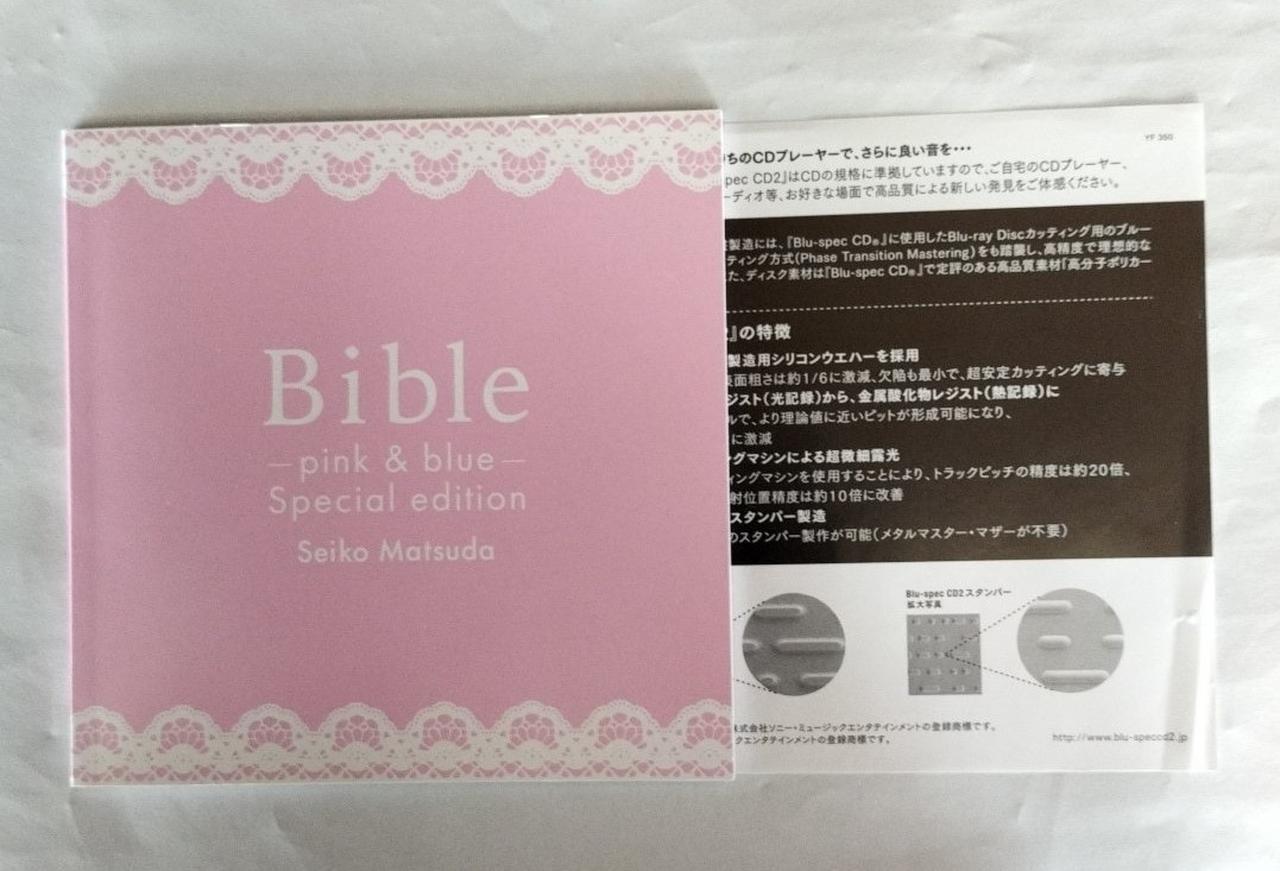 Bible
—pink & blue—
Special edition
Seiko Matsuda
YF 350
ちのCDプレーヤーで、さらに良い音を・・・
pec CD2』はCDの規格に準拠していますので、ご自宅のCDプレーヤー、
ーディオ等、お好きな場面で高品質による新しい発見をご体感ください。
製造には、『Blu-spec CD®』に使用したBlu-ray Discカッティング用のブルー
ティング方式(Phase Transition Mastering)をも踏襲し、高精度で理想的な
た、ディスク素材は『Blu-spec CD®』で定評のある高品質素材「高分子ポリカー
』の特徴
製造用シリコンウエハーを採用
表面粗さは約1/6に激減、欠陥も最小で、超安定カッティングに寄与
ジスト(光記録)から、金属酸化物レジスト(熱記録)に
ルで、より理論値に近いピットが形成可能になり、
に激減
ングマシンによる超微細露光
ィングマシンを使用することにより、トラックピッチの精度は約20倍、
射位置精度は約10倍に改善
スタンパー製造
のスタンパー製作が可能(メタルマスター・マザーが不要)
Blu-spec CD2 スタンパー
拡大写真
株式会社ソニー・ミュージックエンタテインメントの登録商標です。
クエンタテインメントの登録商標です。
http://www.blu-speccd2.jp